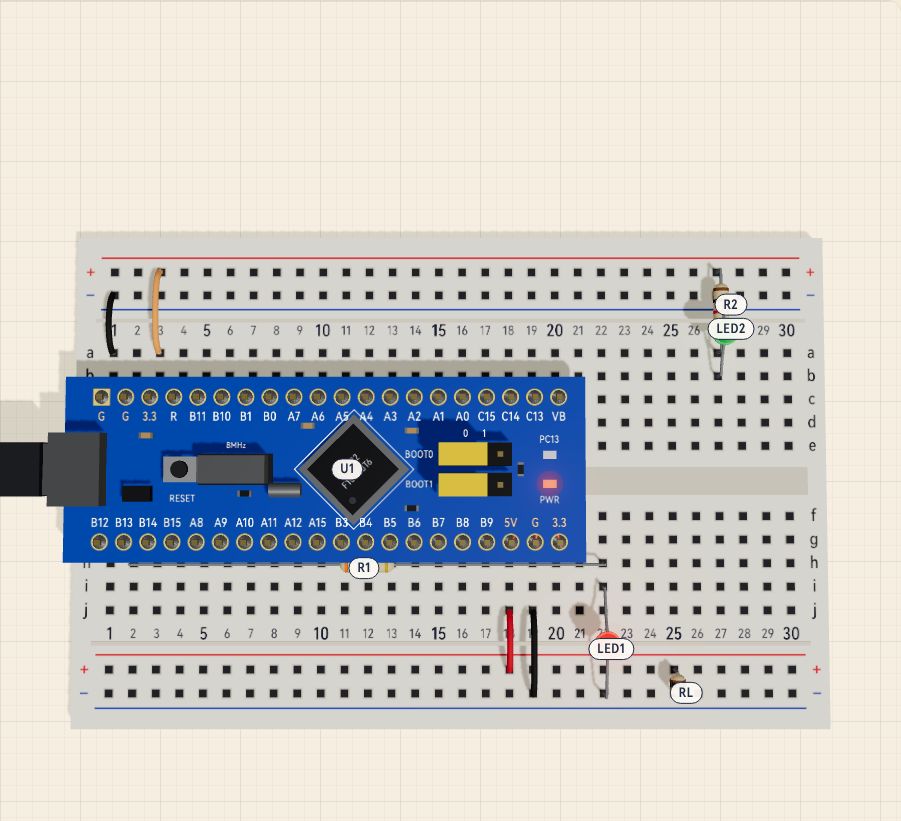 + +
− −
1 2 3 5 7 8 9 10 11 12 13 14 15 16 17 18 19 20 21 22 23 24 25 26 28 29 30
R2
LED2
a a
b b
c
G G 3.3 R B11 B10 B1 B0 A7 A6 A5 A4 A3 A2 A1 A0 C15 C14 C13 VB
d
0 1
e
8MHz
BOOT0
PC13
U1
BOOT1
RESET
PWR
B12 B13 B14 B15 A8 A9 A10 A11 A12 A15 B3 B4 B5 B6 B7 B8 B9 5V G 3.3
f
g
h h
R1
i
j j
1 2 3 4 5 6 7 8 9 10 11 12 13 14 15 16 17 20 21 23 24 25 26 27 28 29 30
LED1
+ +
− −
RL